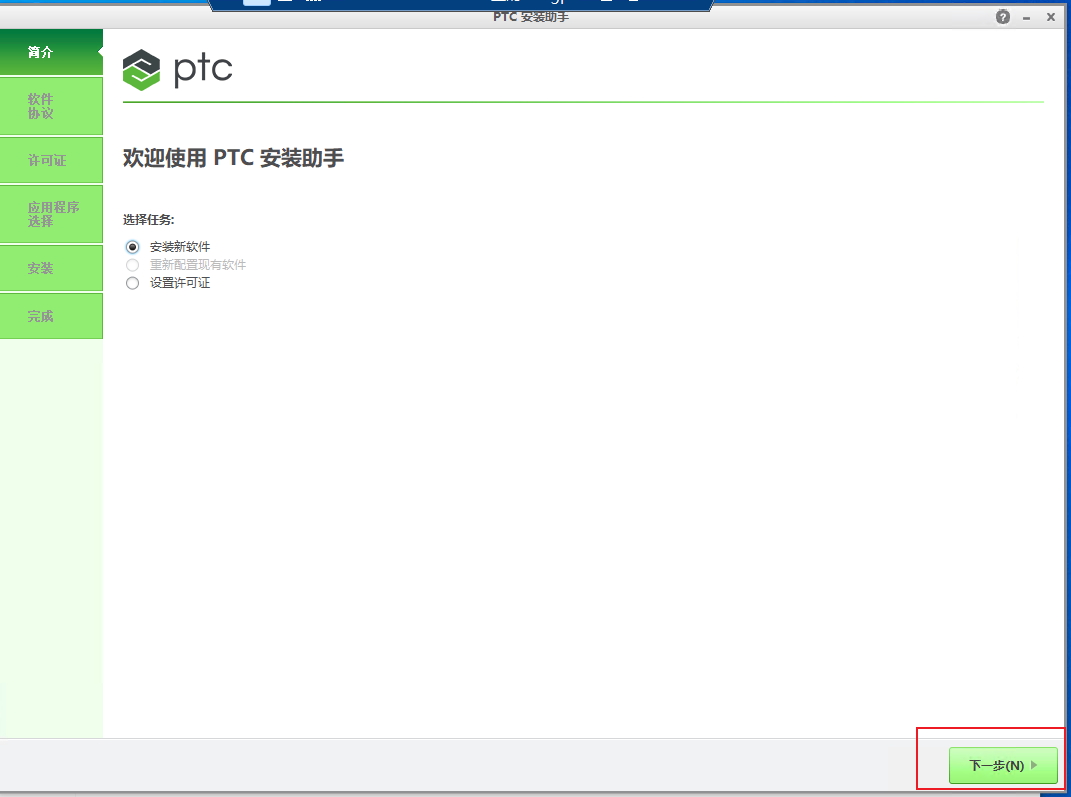 PTC 安装助手
简介
软件
协议
许可证
应用程序
选择
安装
完成
ptc
欢迎使用 PTC 安装助手
选择任务:
安装新软件
重新配置现有软件
设置许可证
下一步(N)